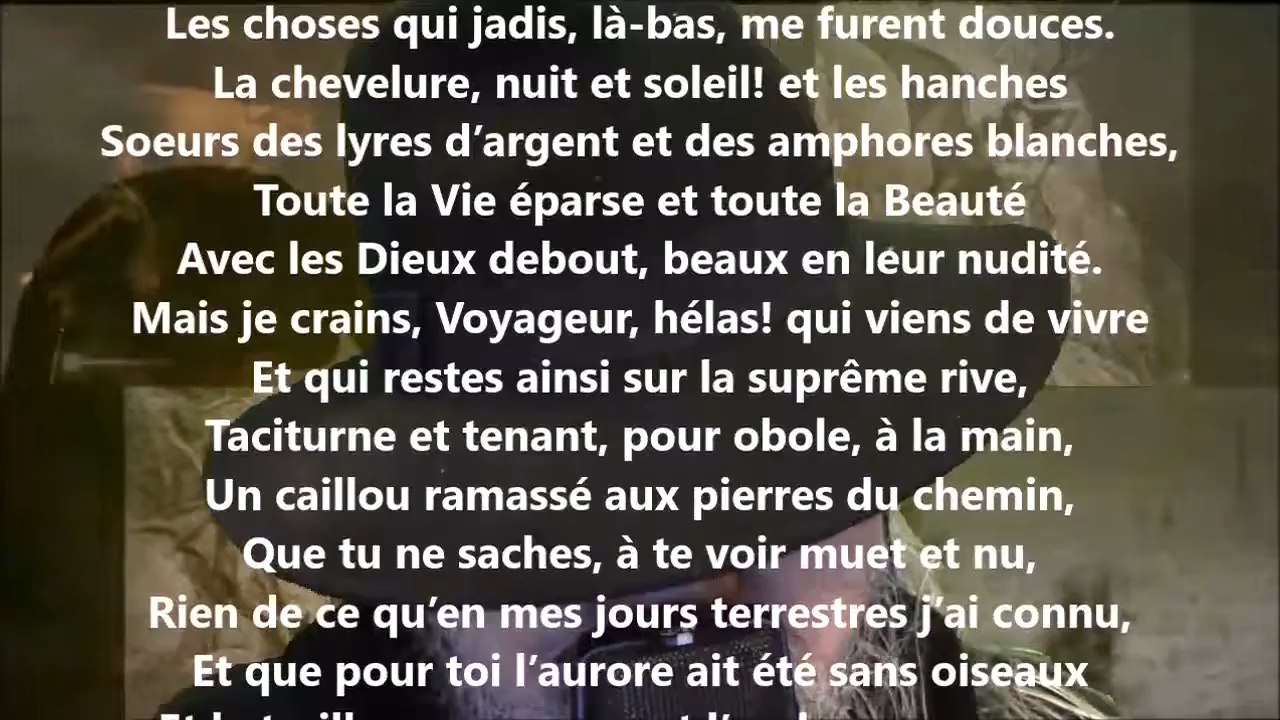 Les choses qui jadis, là-bas, me furent douces.
La chevelure, nuit et soleil! et les hanches
Soeurs des lyres d’argent et des amphores blanches,
Toute la Vie éparse et toute la Beauté
Avec les Dieux debout, beaux en leur nudité.
Mais je crains, Voyageur, hélas! qui viens de vivre
Et qui restes ainsi sur la suprême rive,
Taciturne et tenant, pour obole, à la main,
Un caillou ramassé aux pierres du chemin,
Que tu ne saches, à te voir muet et nu,
Rien de ce qu’en mes jours terrestres j’ai connu,
Et que pour toi l’aurore ait été sans oiseaux